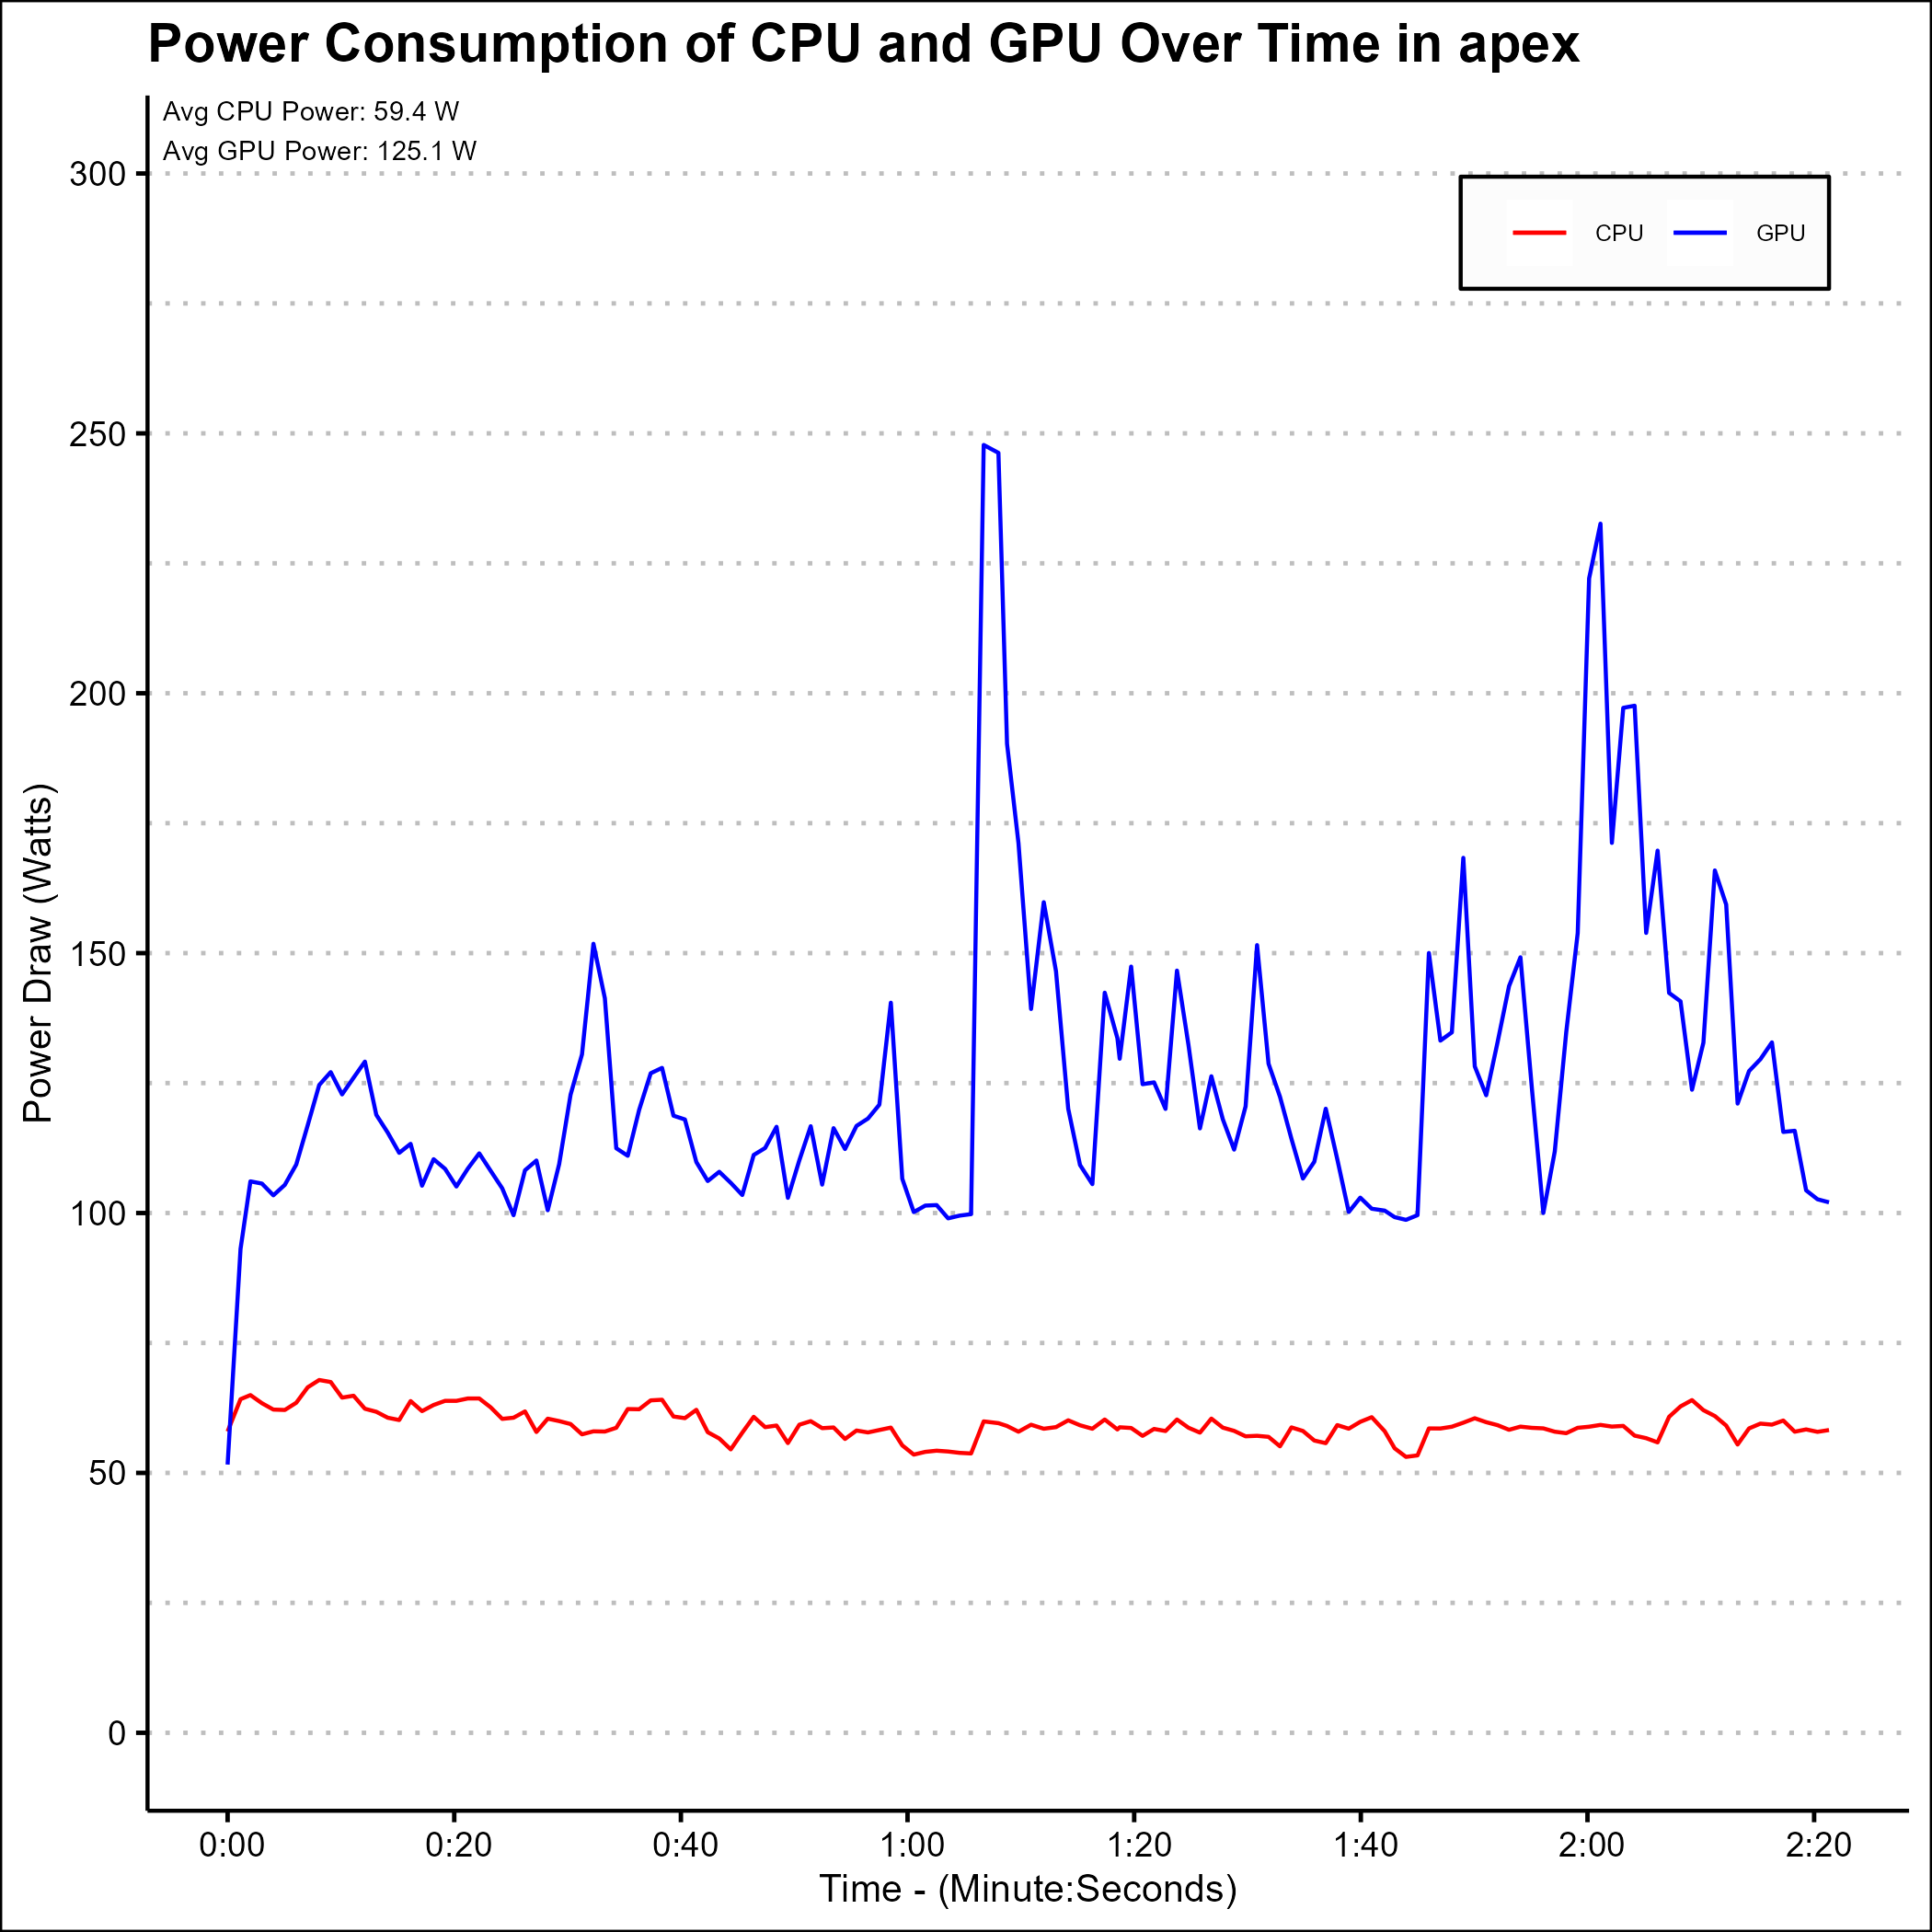 Power Consumption of CPU and GPU Over Time in apex
Avg CPU Power: 59.4 W
Avg GPU Power: 125.1 W
CPU GPU
300
250
200
150
100
50
0
Power Draw (Watts)
0:00 0:20 0:40 1:00 1:20 1:40 2:00 2:20
Time - (Minute:Seconds)